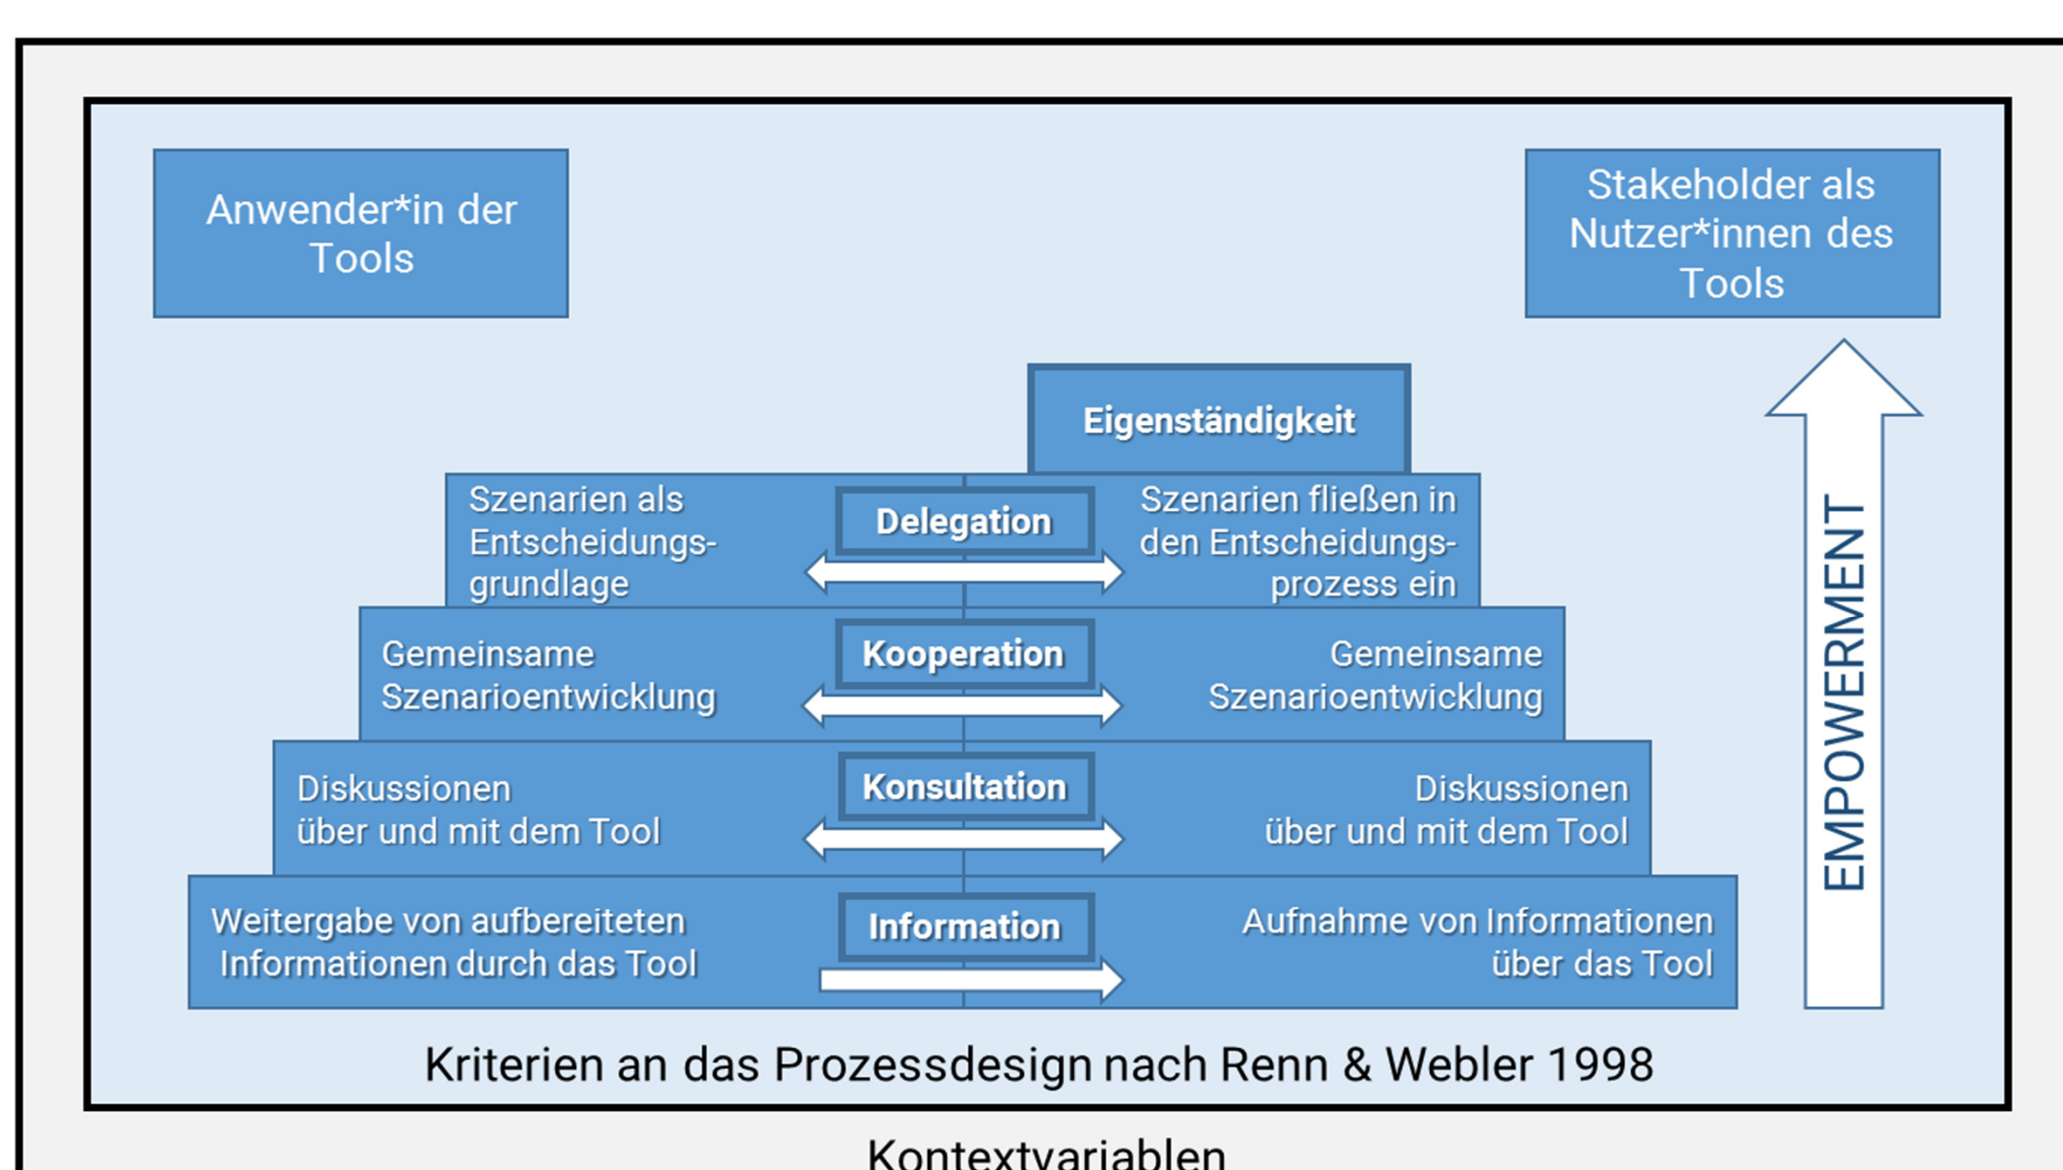 Anwender*in der
Tools
Stakeholder als
Nutzer*innen des
Tools
Eigenständigkeit
Szenarien als
Entscheidungs-
grundlage
Delegation
Szenarien fließen in
den Entscheidungs-
prozess ein
Gemeinsame
Szenarioentwicklung
Kooperation
Gemeinsame
Szenarioentwicklung
Diskussionen
über und mit dem Tool
Konsultation
Diskussionen
über und mit dem Tool
Weitergabe von aufbereiteten
Informationen durch das Tool
Information
Aufnahme von Informationen
über das Tool
EMPOWERMENT
Kriterien an das Prozessdesign nach Renn & Webler 1998
Kontextvariablen